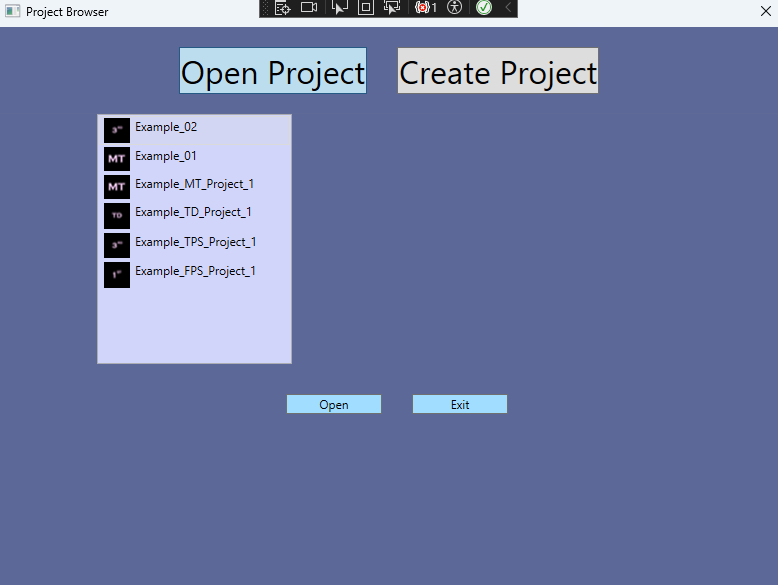 Project Browser
1
Open Project
Create Project
3rd Example_02
MT Example_01
MT Example_MT_Project_1
TD Example_TD_Project_1
3rd Example_TPS_Project_1
1st Example_FPS_Project_1
Open
Exit